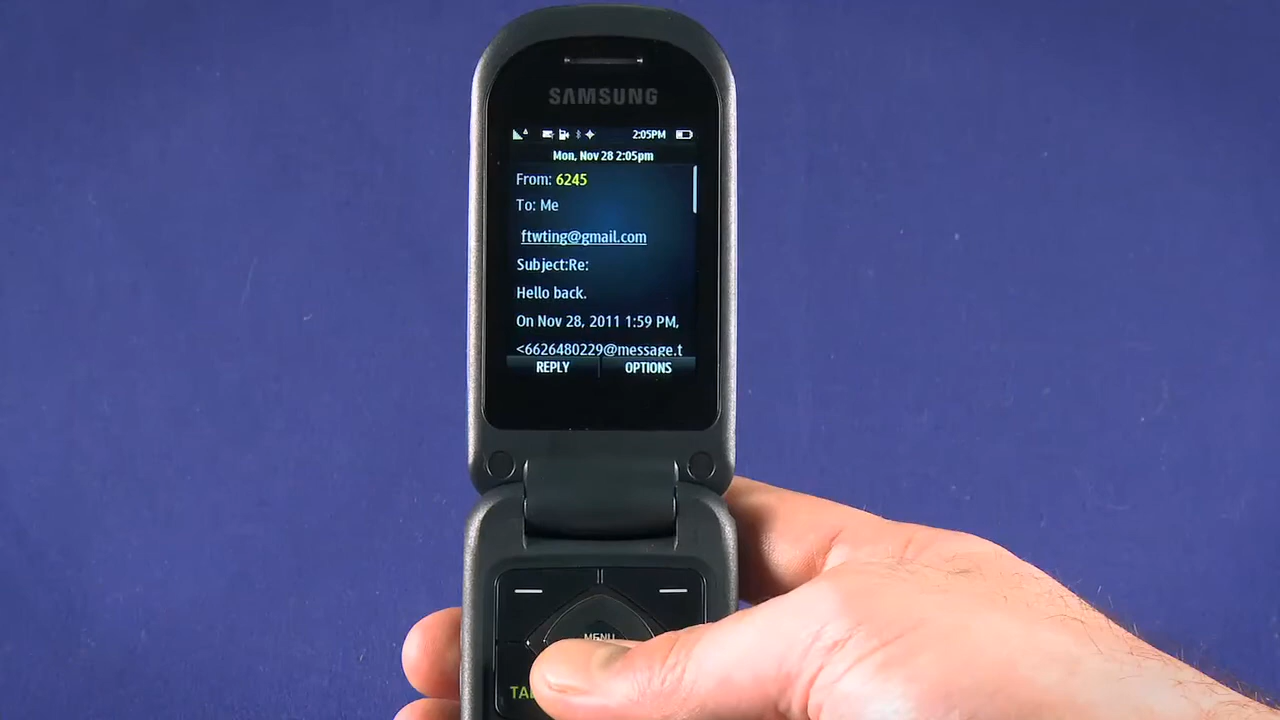 SAMSUNG
2:05PM
Mon, Nov 28 2:05pm
From: 6245
To: Me
ftwting@gmail.com
Subject:Re:
Hello back.
On Nov 28, 2011 1:59 PM,
<6626480229@message.t
REPLY OPTIONS
MENU